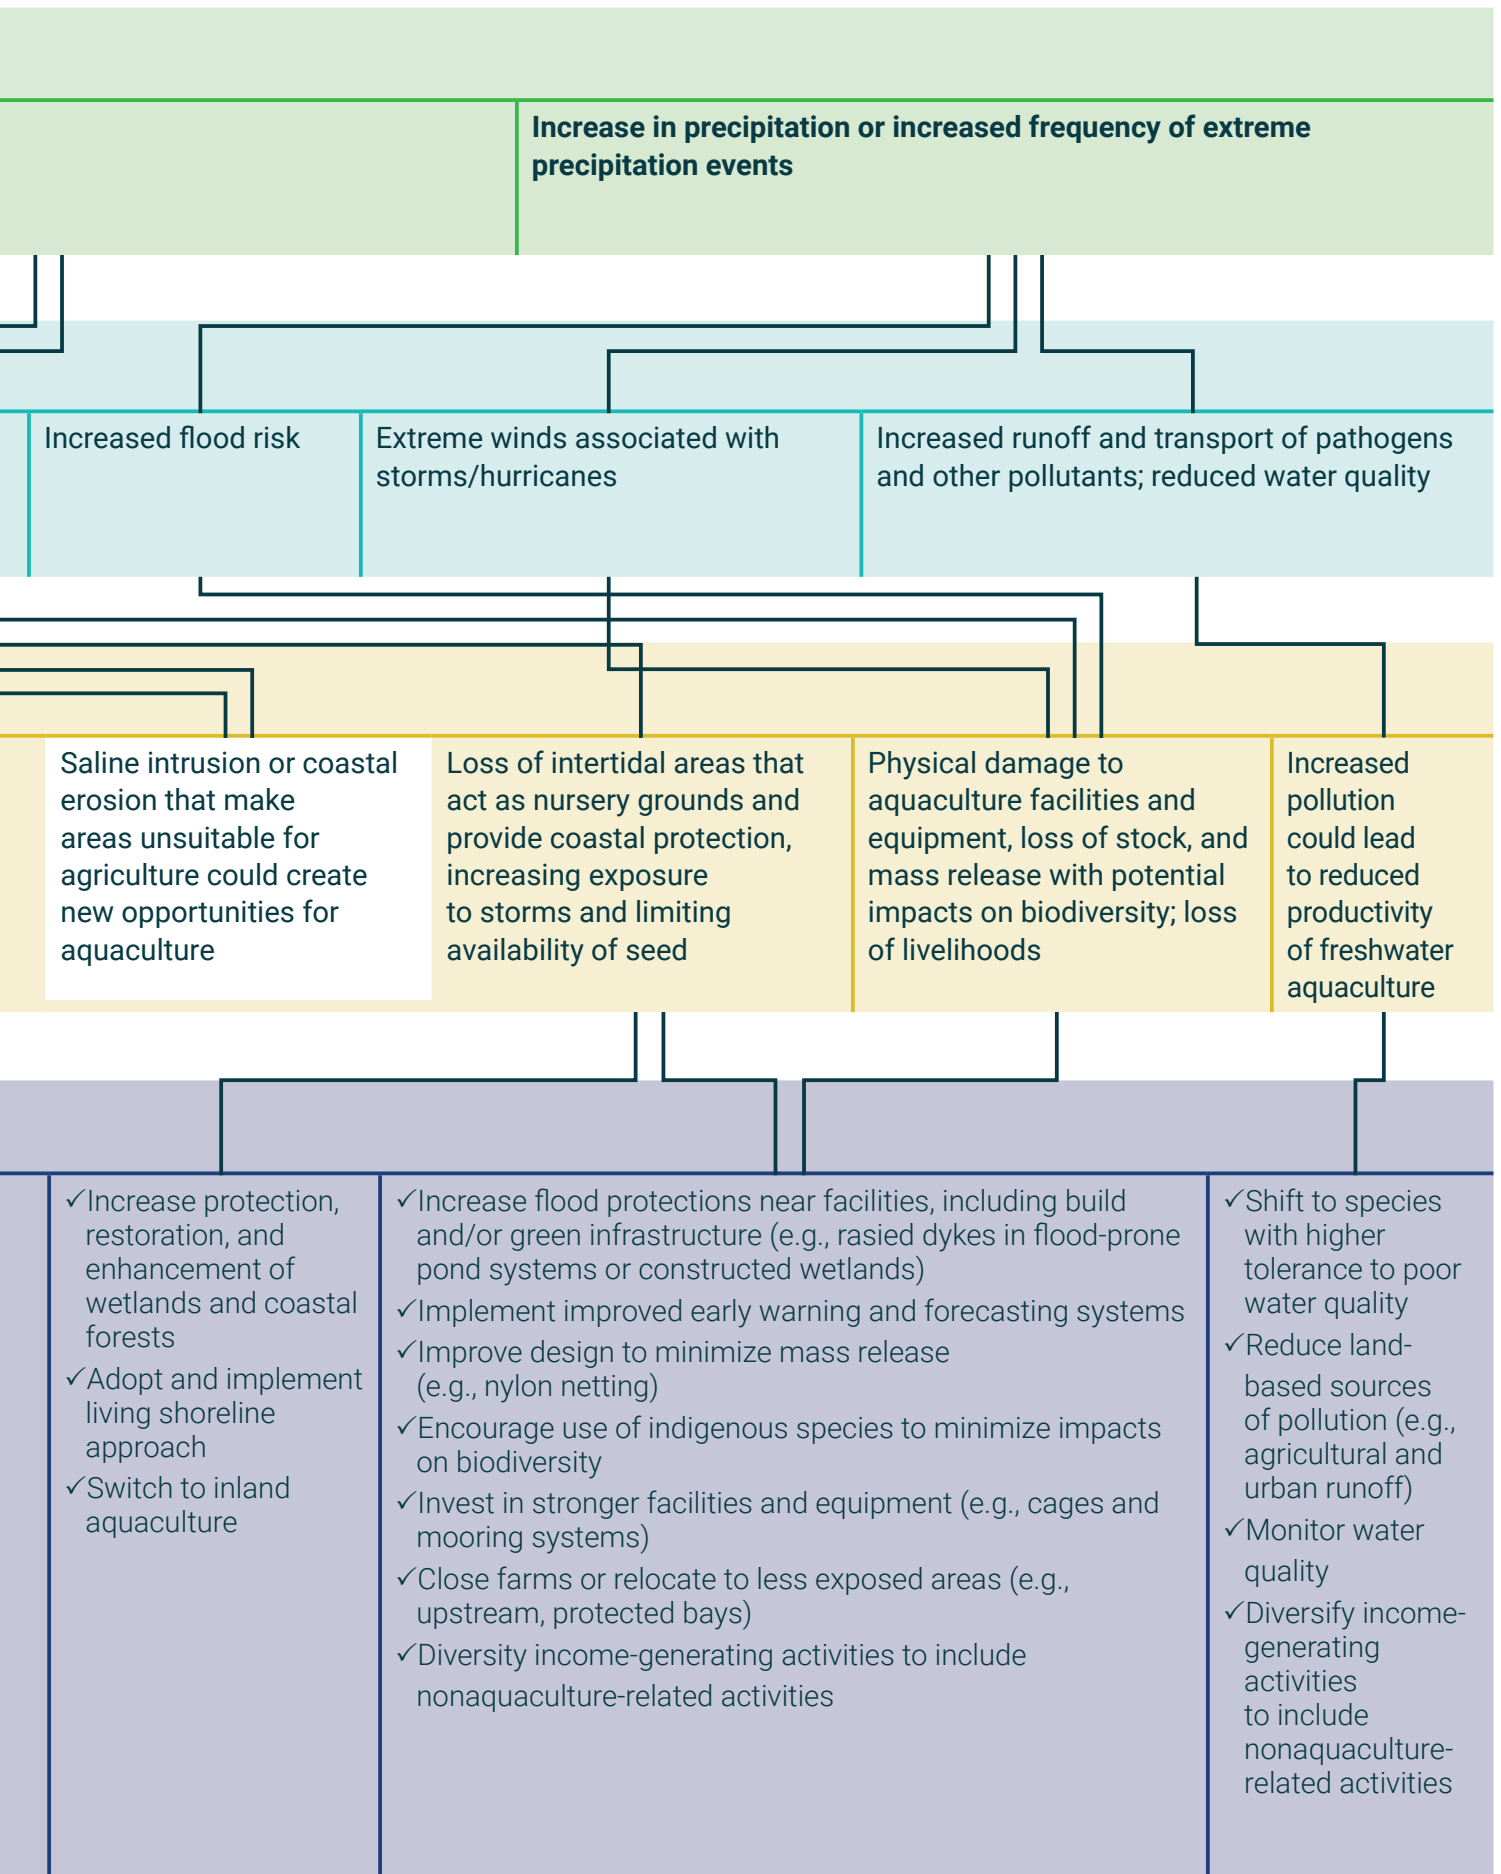 Increase in precipitation or increased frequency of extreme
precipitation events
Increased flood risk
Extreme winds associated with
storms/hurricanes
Increased runoff and transport of pathogens
and other pollutants; reduced water quality
Saline intrusion or coastal
erosion that make
areas unsuitable for
agriculture could create
new opportunities for
aquaculture
Loss of intertidal areas that
act as nursery grounds and
provide coastal protection,
increasing exposure
to storms and limiting
availability of seed
Physical damage to
aquaculture facilities and
equipment, loss of stock, and
mass release with potential
impacts on biodiversity; loss
of livelihoods
Increased
pollution
could lead
to reduced
productivity
of freshwater
aquaculture
✓Increase protection,
restoration, and
enhancement of
wetlands and coastal
forests
✓Adopt and implement
living shoreline
approach
✓Switch to inland
aquaculture
✓Increase flood protections near facilities, including build
and/or green infrastructure (e.g., rasied dykes in flood-prone
pond systems or constructed wetlands)
✓Implement improved early warning and forecasting systems
✓Improve design to minimize mass release
(e.g., nylon netting)
✓Encourage use of indigenous species to minimize impacts
on biodiversity
✓Invest in stronger facilities and equipment (e.g., cages and
mooring systems)
✓Close farms or relocate to less exposed areas (e.g.,
upstream, protected bays)
✓Diversity income-generating activities to include
nonaquaculture-related activities
✓Shift to species
with higher
tolerance to poor
water quality
✓Reduce land-
based sources
of pollution (e.g.,
agricultural and
urban runoff)
✓Monitor water
quality
✓Diversify income-
generating
activities
to include
nonaquaculture-
related activities